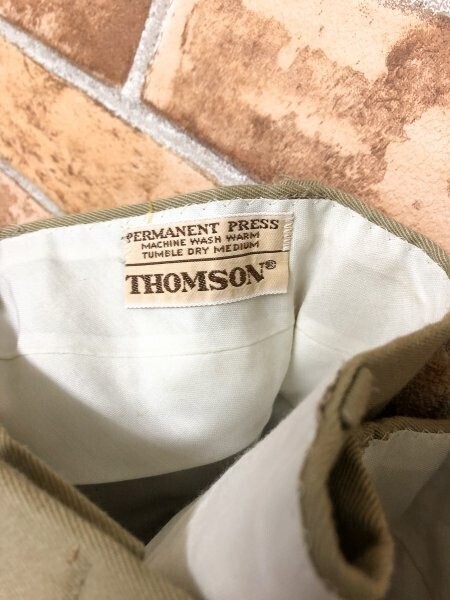 PERMANENT PRESS
MACHINE WASH WARM
TUMBLE DRY MEDIUM
THOMSON®